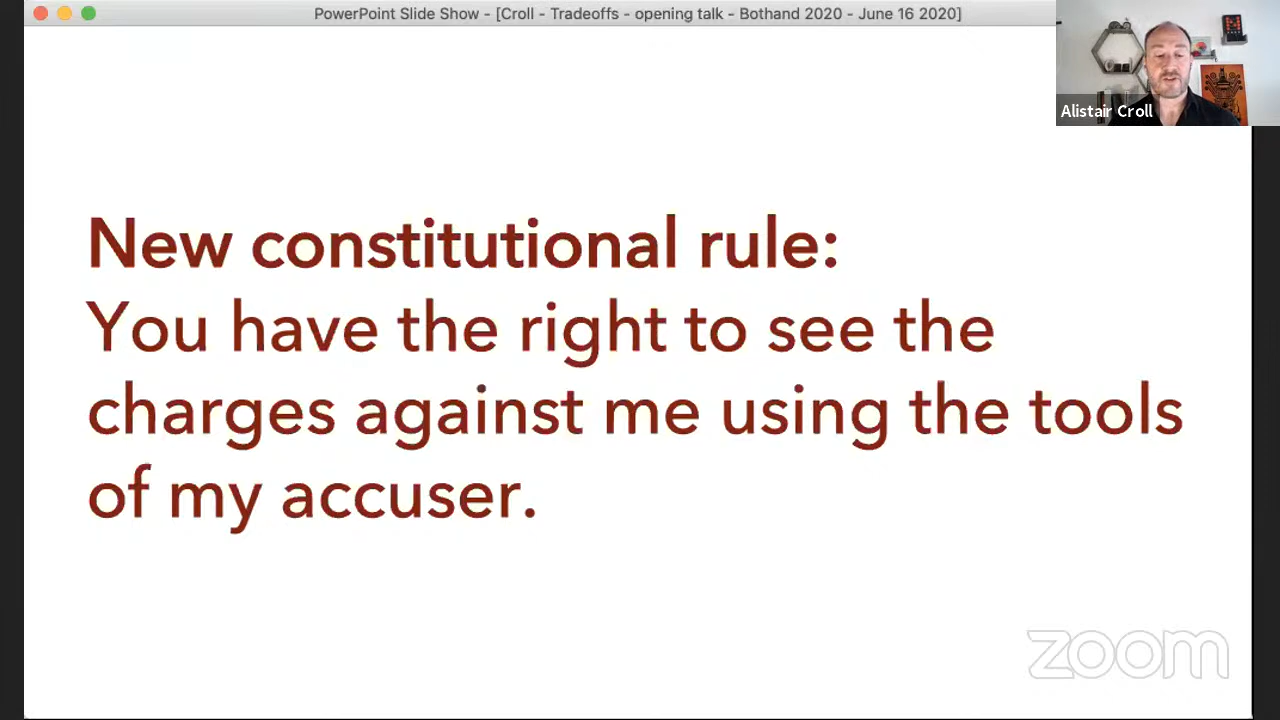 PowerPoint Slide Show - [Croll - Tradeoffs - opening talk - Bothand 2020 - June 16 2020]
Alistair Croll
New constitutional rule:
You have the right to see the
charges against me using the tools
of my accuser.
zoom